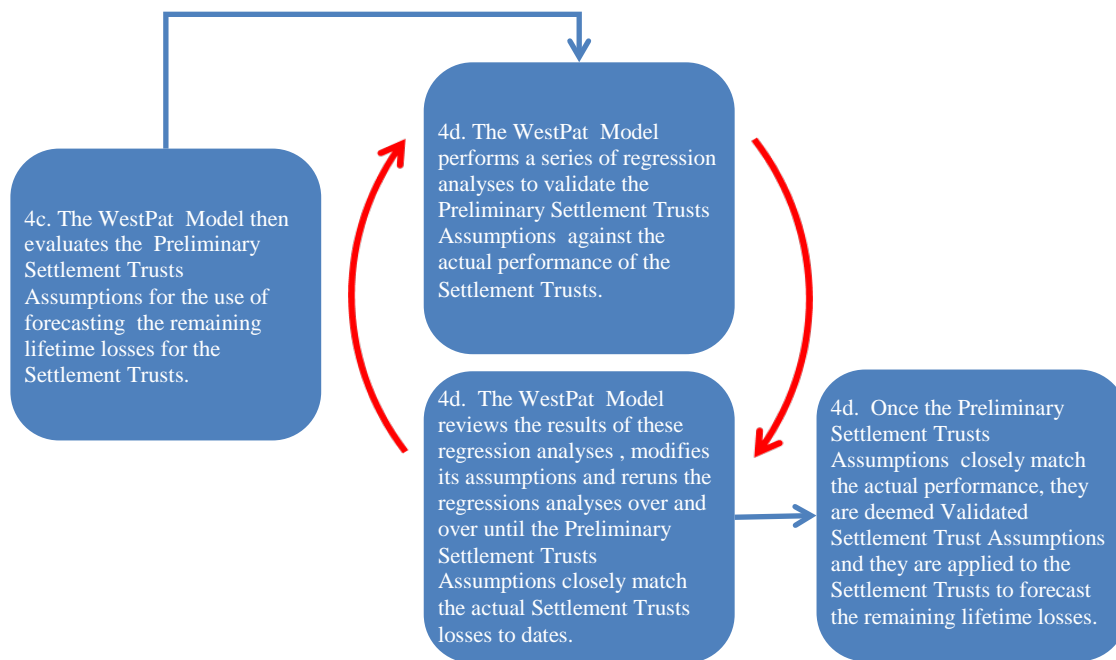 4c. The WestPat Model then
evaluates the Preliminary
Settlement Trusts
Assumptions for the use of
forecasting the remaining
lifetime losses for the
Settlement Trusts.
4d. The WestPat Model
performs a series of regression
analyses to validate the
Preliminary Settlement Trusts
Assumptions against the
actual performance of the
Settlement Trusts.
4d. The WestPat Model
reviews the results of these
regression analyses , modifies
its assumptions and reruns the
regressions analyses over and
over until the Preliminary
Settlement Trusts
Assumptions closely match
the actual Settlement Trusts
losses to dates.
4d. Once the Preliminary
Settlement Trusts
Assumptions closely match
the actual performance, they
are deemed Validated
Settlement Trust Assumptions
and they are applied to the
Settlement Trusts to forecast
the remaining lifetime losses.